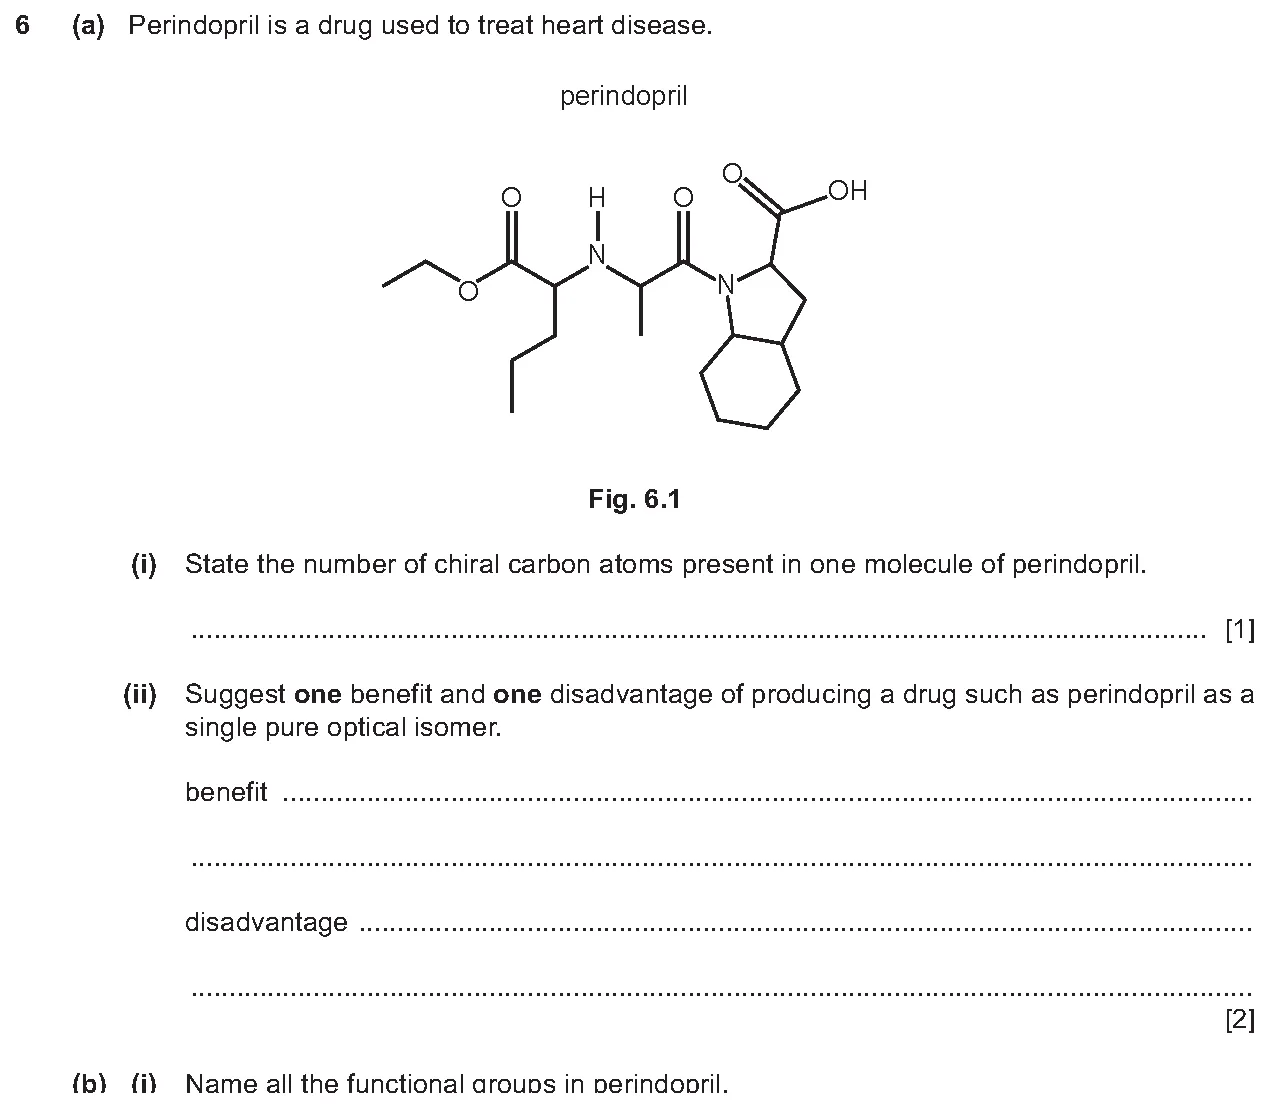 6 (a) Perindopril is a drug used to treat heart disease.
perindopril
O H O O OH
N
O N
Fig. 6.1
(i) State the number of chiral carbon atoms present in one molecule of perindopril.
.......................................................................................................................................... [1]
(ii) Suggest one benefit and one disadvantage of producing a drug such as perindopril as a
single pure optical isomer.
benefit ..................................................................................................................................
..........................................................................................................................................
disadvantage ........................................................................................................................
..........................................................................................................................................
[2]
(b) (i) Name all the functional groups in perindopril.